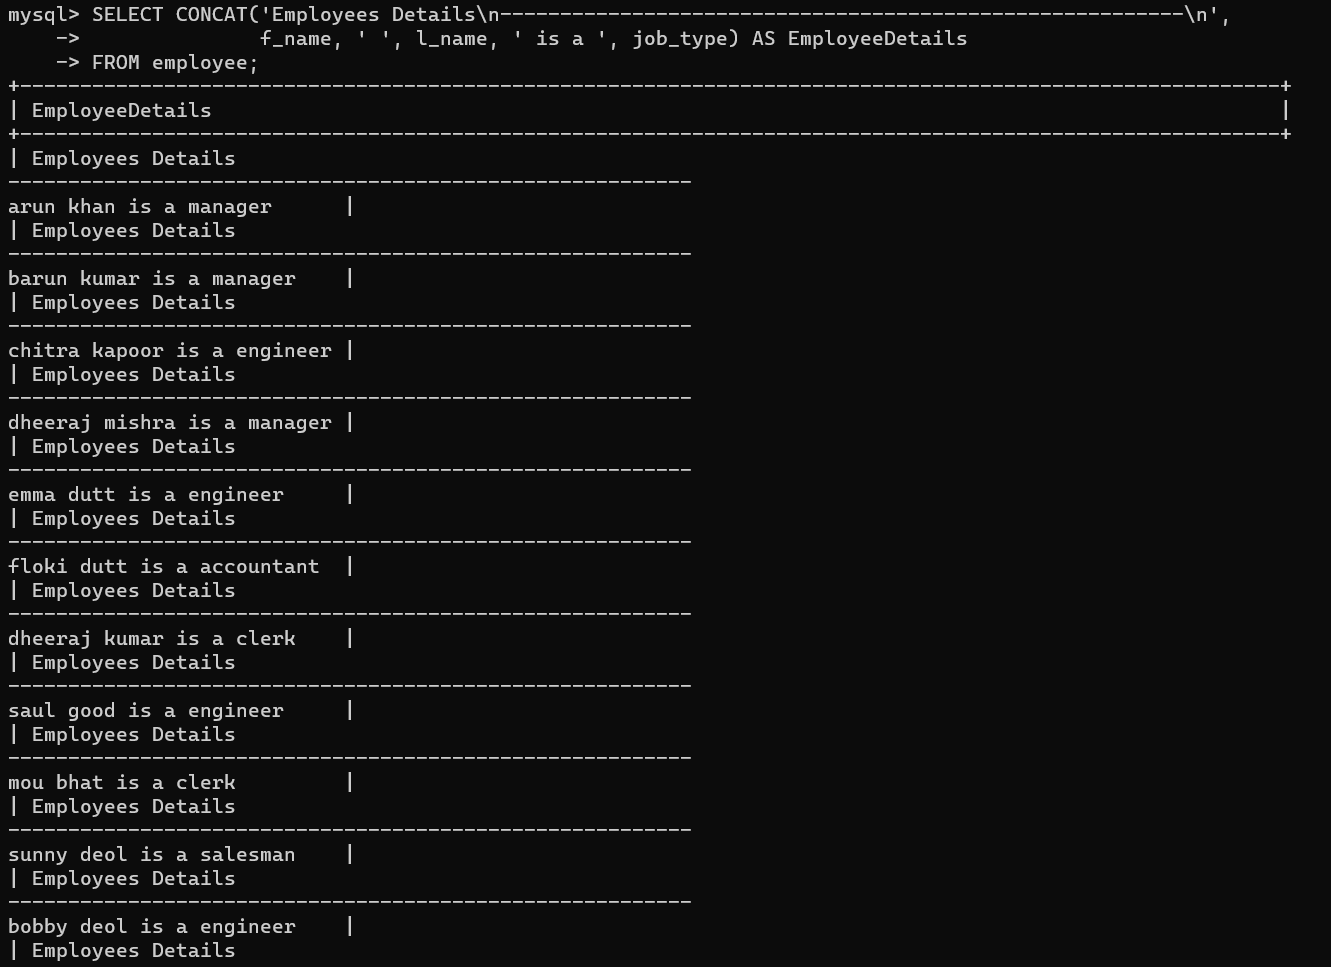 mysql> SELECT CONCAT('Employees Details\n---------------------------------------------------------\n',
    ->               f_name, ' ', l_name, ' is a ', job_type) AS EmployeeDetails
    -> FROM employee;
+---------------------------------------------------------------------------------------------------------+
| EmployeeDetails                                                                                         |
+---------------------------------------------------------------------------------------------------------+
| Employees Details
---------------------------------------------------------
arun khan is a manager      |
| Employees Details
---------------------------------------------------------
barun kumar is a manager    |
| Employees Details
---------------------------------------------------------
chitra kapoor is a engineer |
| Employees Details
---------------------------------------------------------
dheeraj mishra is a manager |
| Employees Details
---------------------------------------------------------
emma dutt is a engineer     |
| Employees Details
---------------------------------------------------------
floki dutt is a accountant  |
| Employees Details
---------------------------------------------------------
dheeraj kumar is a clerk    |
| Employees Details
---------------------------------------------------------
saul good is a engineer     |
| Employees Details
---------------------------------------------------------
mou bhat is a clerk         |
| Employees Details
---------------------------------------------------------
sunny deol is a salesman    |
| Employees Details
---------------------------------------------------------
bobby deol is a engineer    |
| Employees Details